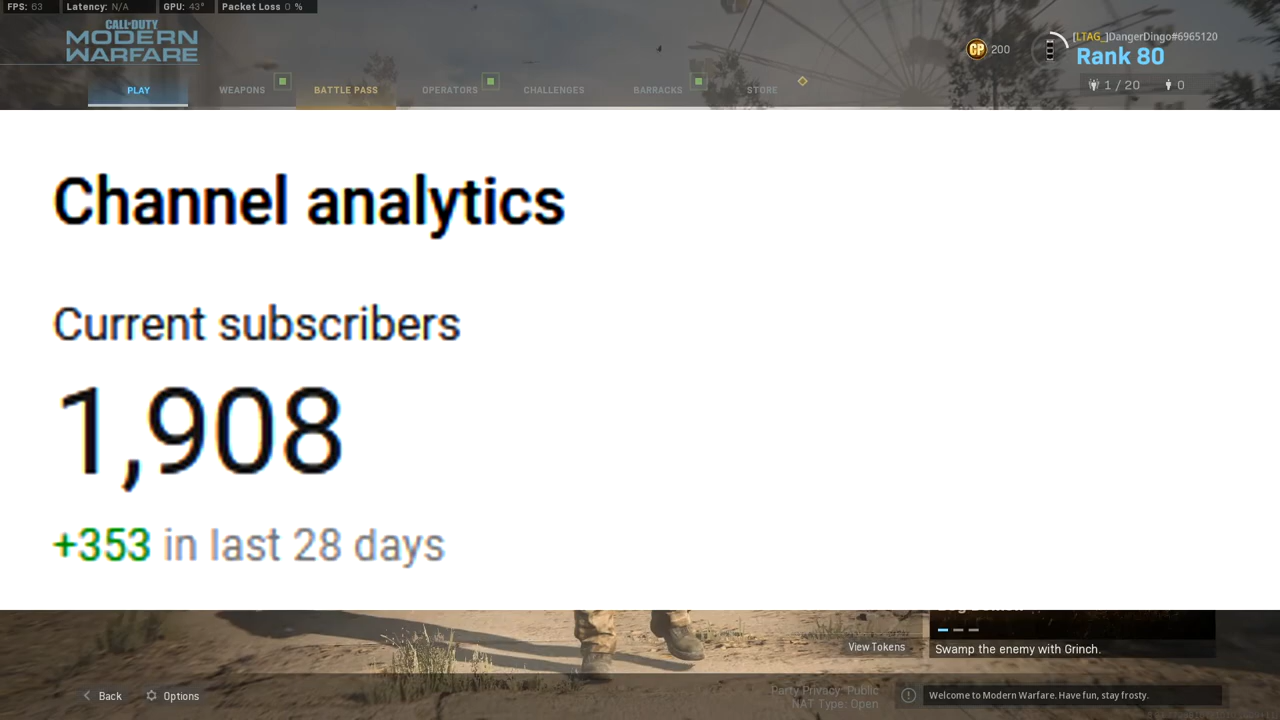 FPS: 63 Latency: N/A GPU: 43° Packet Loss 0 %
CALL OF DUTY
MODERN
WARFARE
200
[LTAG_]DangerDingo#6965120
Rank 80
1 / 20 0
PLAY WEAPONS BATTLE PASS OPERATORS CHALLENGES BARRACKS STORE
Channel analytics
Current subscribers
1,908
+353 in last 28 days
View Tokens
Swamp the enemy with Grinch.
Back Options
Party Privacy: Public
NAT Type: Open
Welcome to Modern Warfare. Have fun, stay frosty.